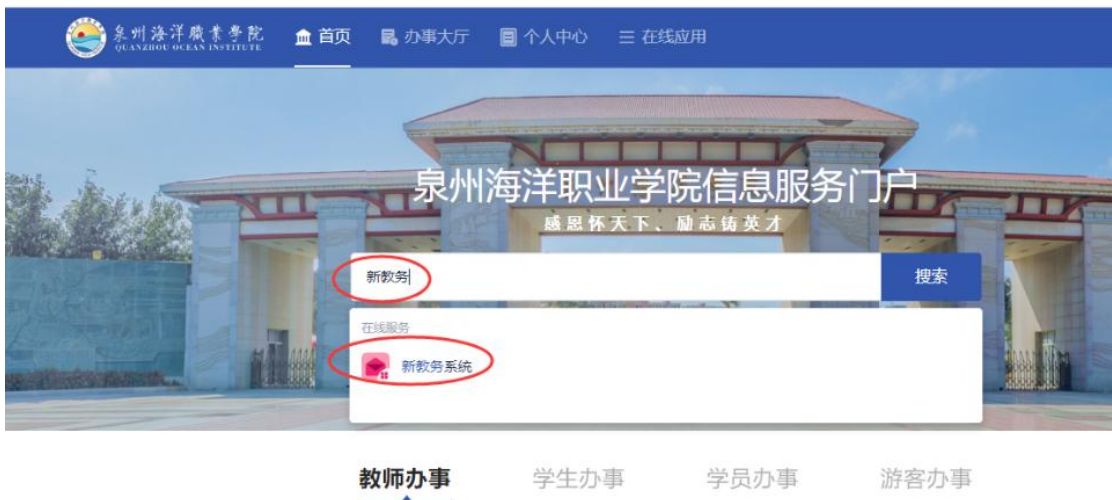 泉州海洋職業學院
QUANZHOU OCEAN INSTITUTE
首页 办事大厅 个人中心 在线应用
泉州海洋职业学院信息服务门户
感恩怀天下、励志铸英才
新教务 搜索
在线服务
新教务系统
教师办事 学生办事 学员办事 游客办事